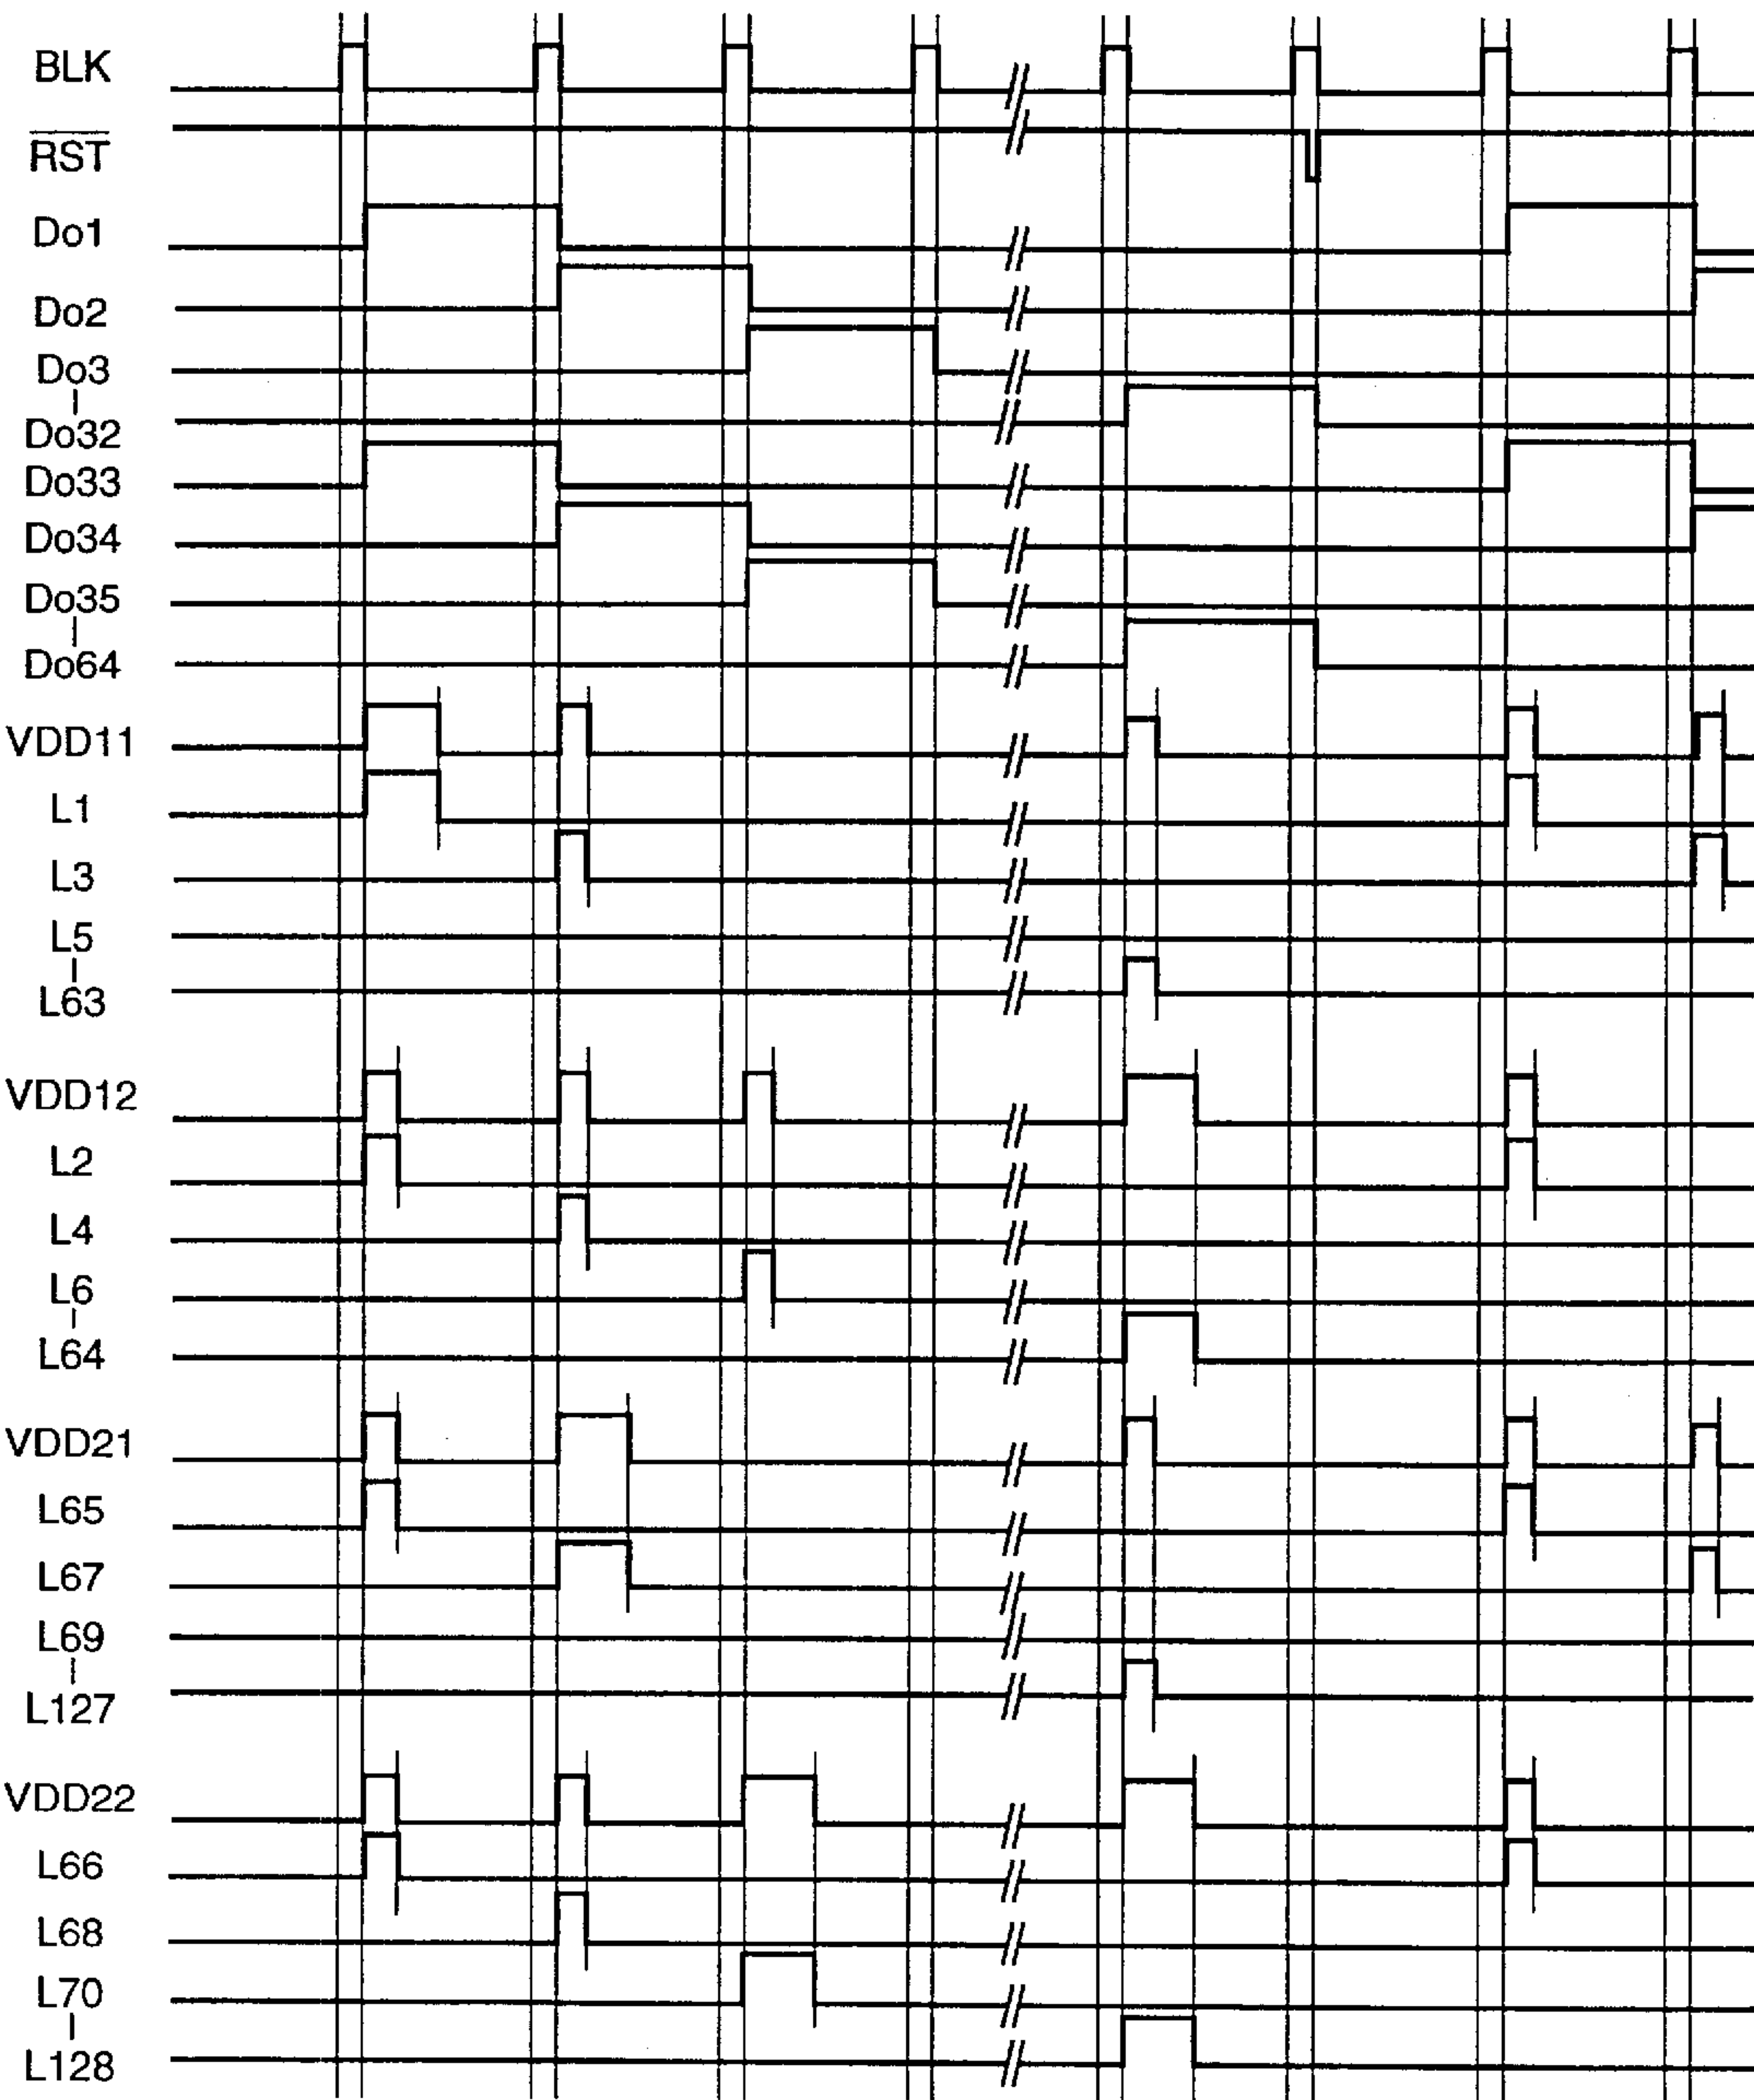 BLK
RST
Do1
Do2
Do3
Do32
Do33
Do34
Do35
Do64
VDD11
L1
L3
L5
L63
VDD12
L2
L4
L6
L64
VDD21
L65
L67
L69
L127
VDD22
L66
L68
L70
L128